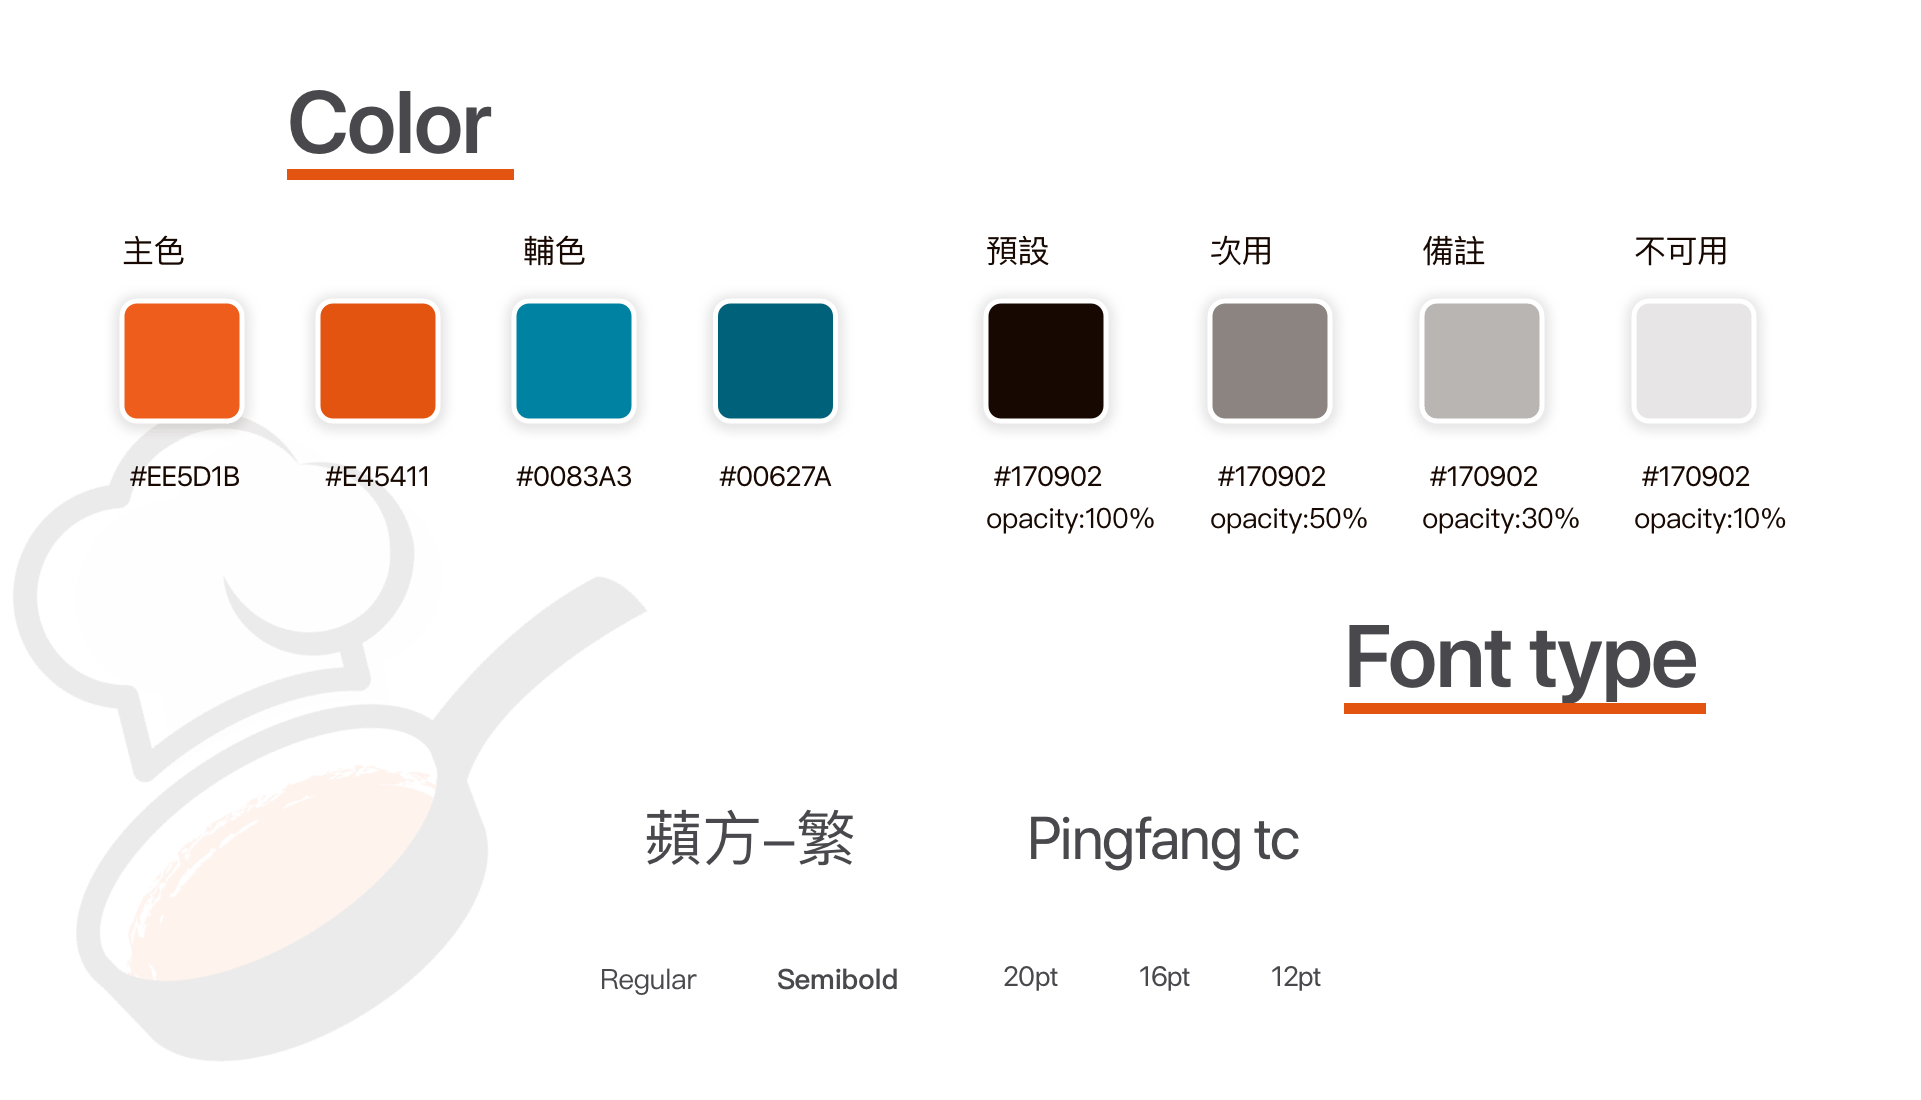 Color
主色
輔色
預設
次用
備註
不可用
#EE5D1B
#E45411
#0083A3
#00627A
#170902
opacity:100%
#170902
opacity:50%
#170902
opacity:30%
#170902
opacity:10%
Font type
蘋方–繁
Pingfang tc
Regular
Semibold
20pt
16pt
12pt